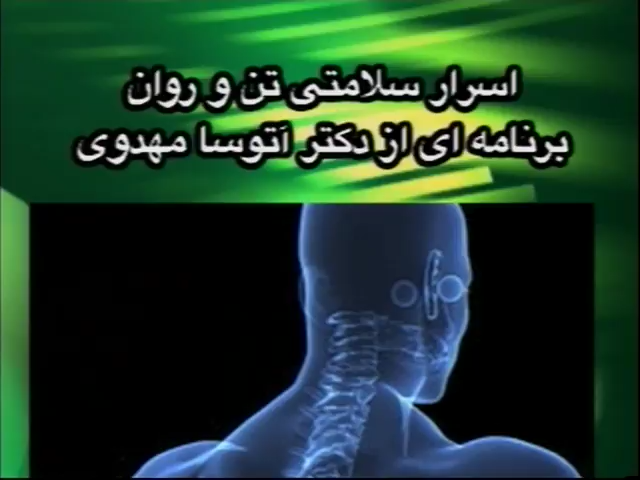 اسرار سلامتی تن و روان
برنامه ای از دکتر آتوسا مهدوی